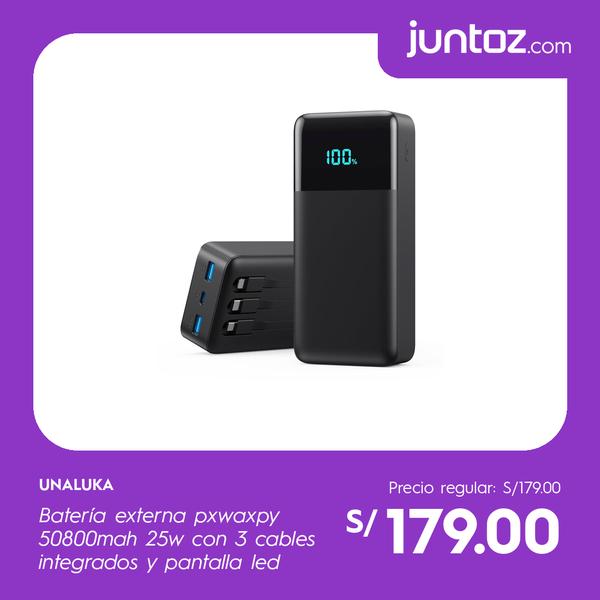 juntoz.com
100%
UNALUKA
Batería externa pxwaxpy
50800mah 25w con 3 cables
integrados y pantalla led
Precio regular: S/179.00
S/179.00